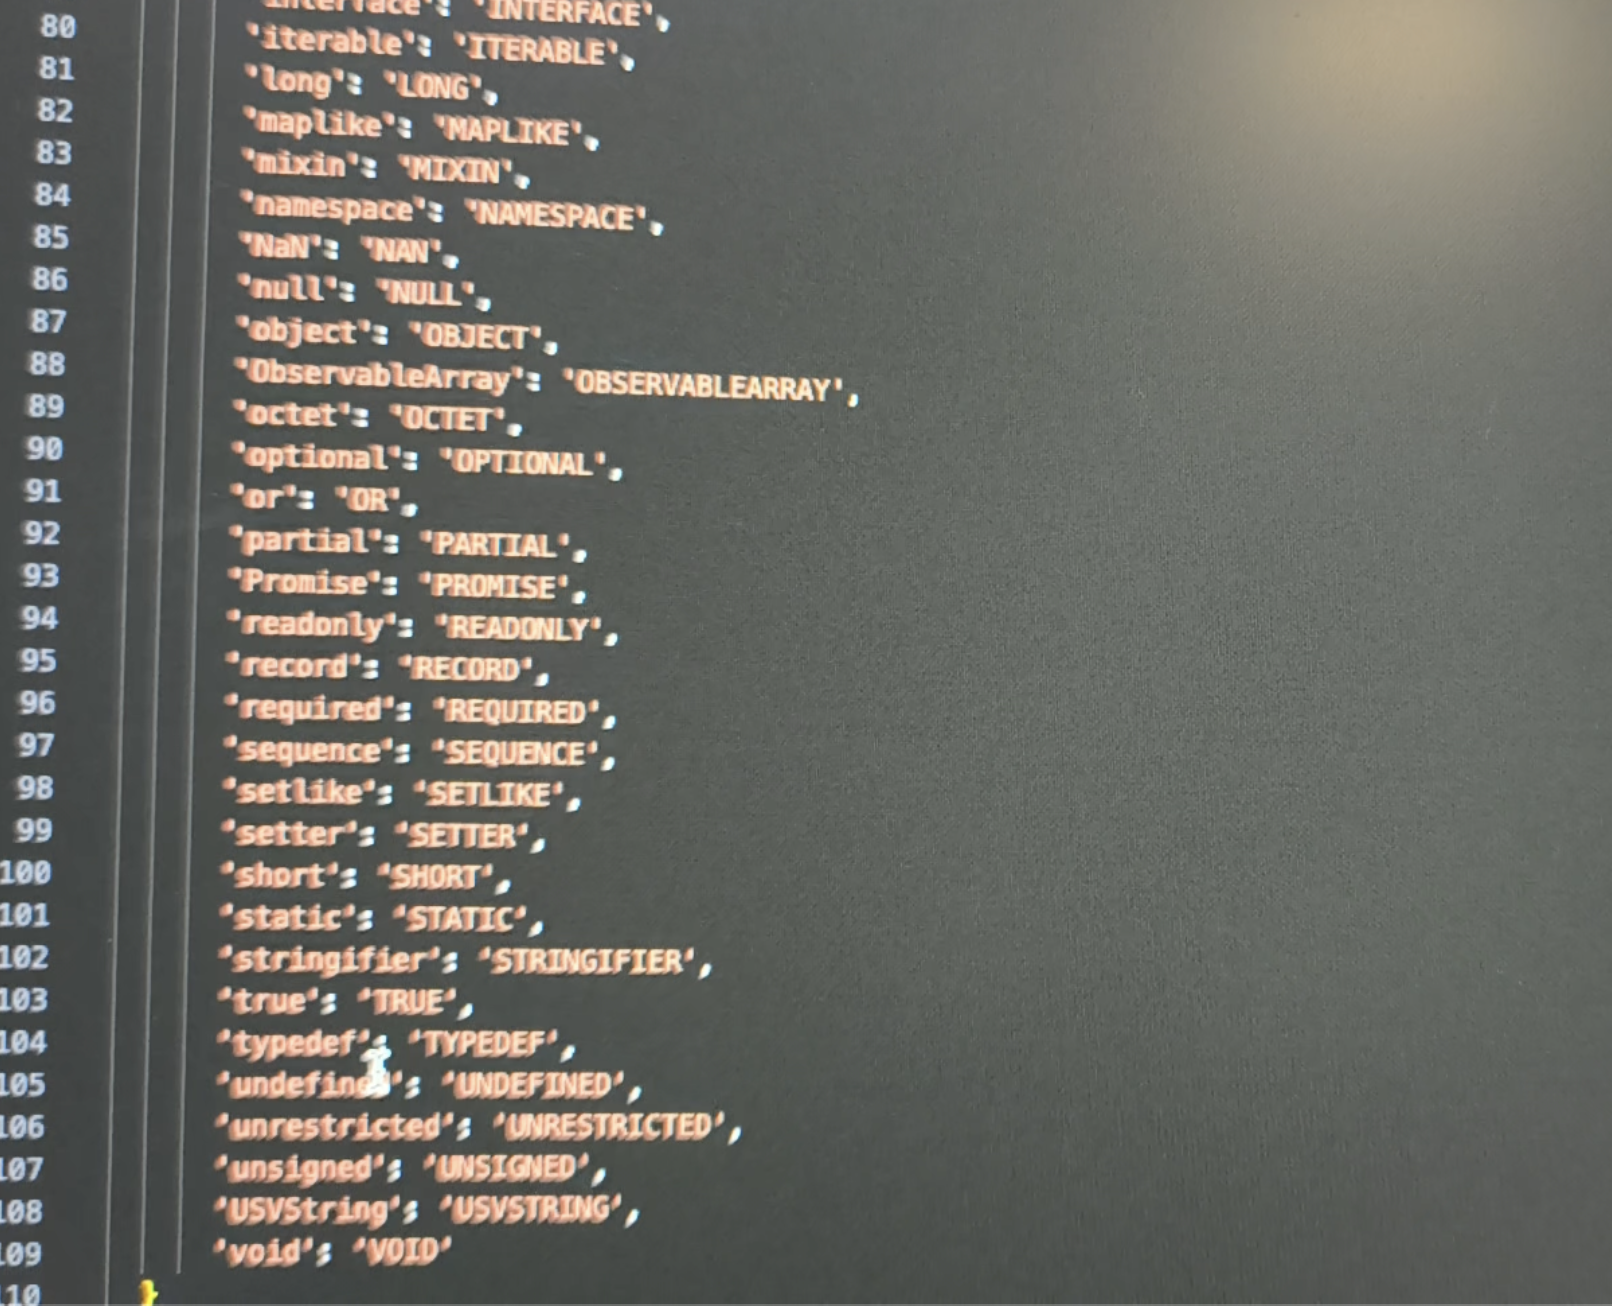 'interface': 'INTERFACE',
80 'iterable': 'ITERABLE',
81 'long': 'LONG',
82 'maplike': 'MAPLIKE',
83 'mixin': 'MIXIN',
84 'namespace': 'NAMESPACE',
85 'NaN': 'NAN',
86 'null': 'NULL',
87 'object': 'OBJECT',
88 'ObservableArray': 'OBSERVABLEARRAY',
89 'octet': 'OCTET',
90 'optional': 'OPTIONAL',
91 'or': 'OR',
92 'partial': 'PARTIAL',
93 'Promise': 'PROMISE',
94 'readonly': 'READONLY',
95 'record': 'RECORD',
96 'required': 'REQUIRED',
97 'sequence': 'SEQUENCE',
98 'setlike': 'SETLIKE',
99 'setter': 'SETTER',
100 'short': 'SHORT',
101 'static': 'STATIC',
102 'stringifier': 'STRINGIFIER',
103 'true': 'TRUE',
104 'typedef': 'TYPEDEF',
105 'undefined': 'UNDEFINED',
106 'unrestricted': 'UNRESTRICTED',
107 'unsigned': 'UNSIGNED',
108 'USVString': 'USVSTRING',
109 'void': 'VOID'
110 }